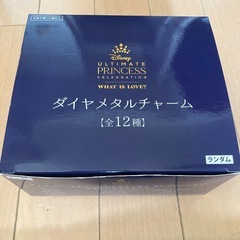 Disney
ULTIMATE
PRINCESS
CELEBRATION
WHAT IS LOVE?
ダイヤメタルチャーム
【全12種】
ランダム